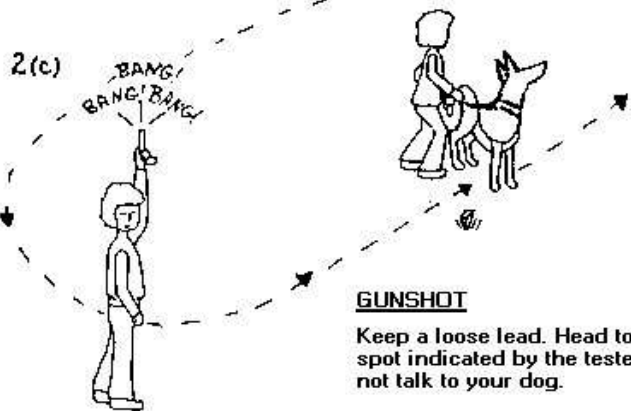 2(c)
BANG!
BANG! BANG!
GUNSHOT
Keep a loose lead. Head to
spot indicated by the teste
not talk to your dog.